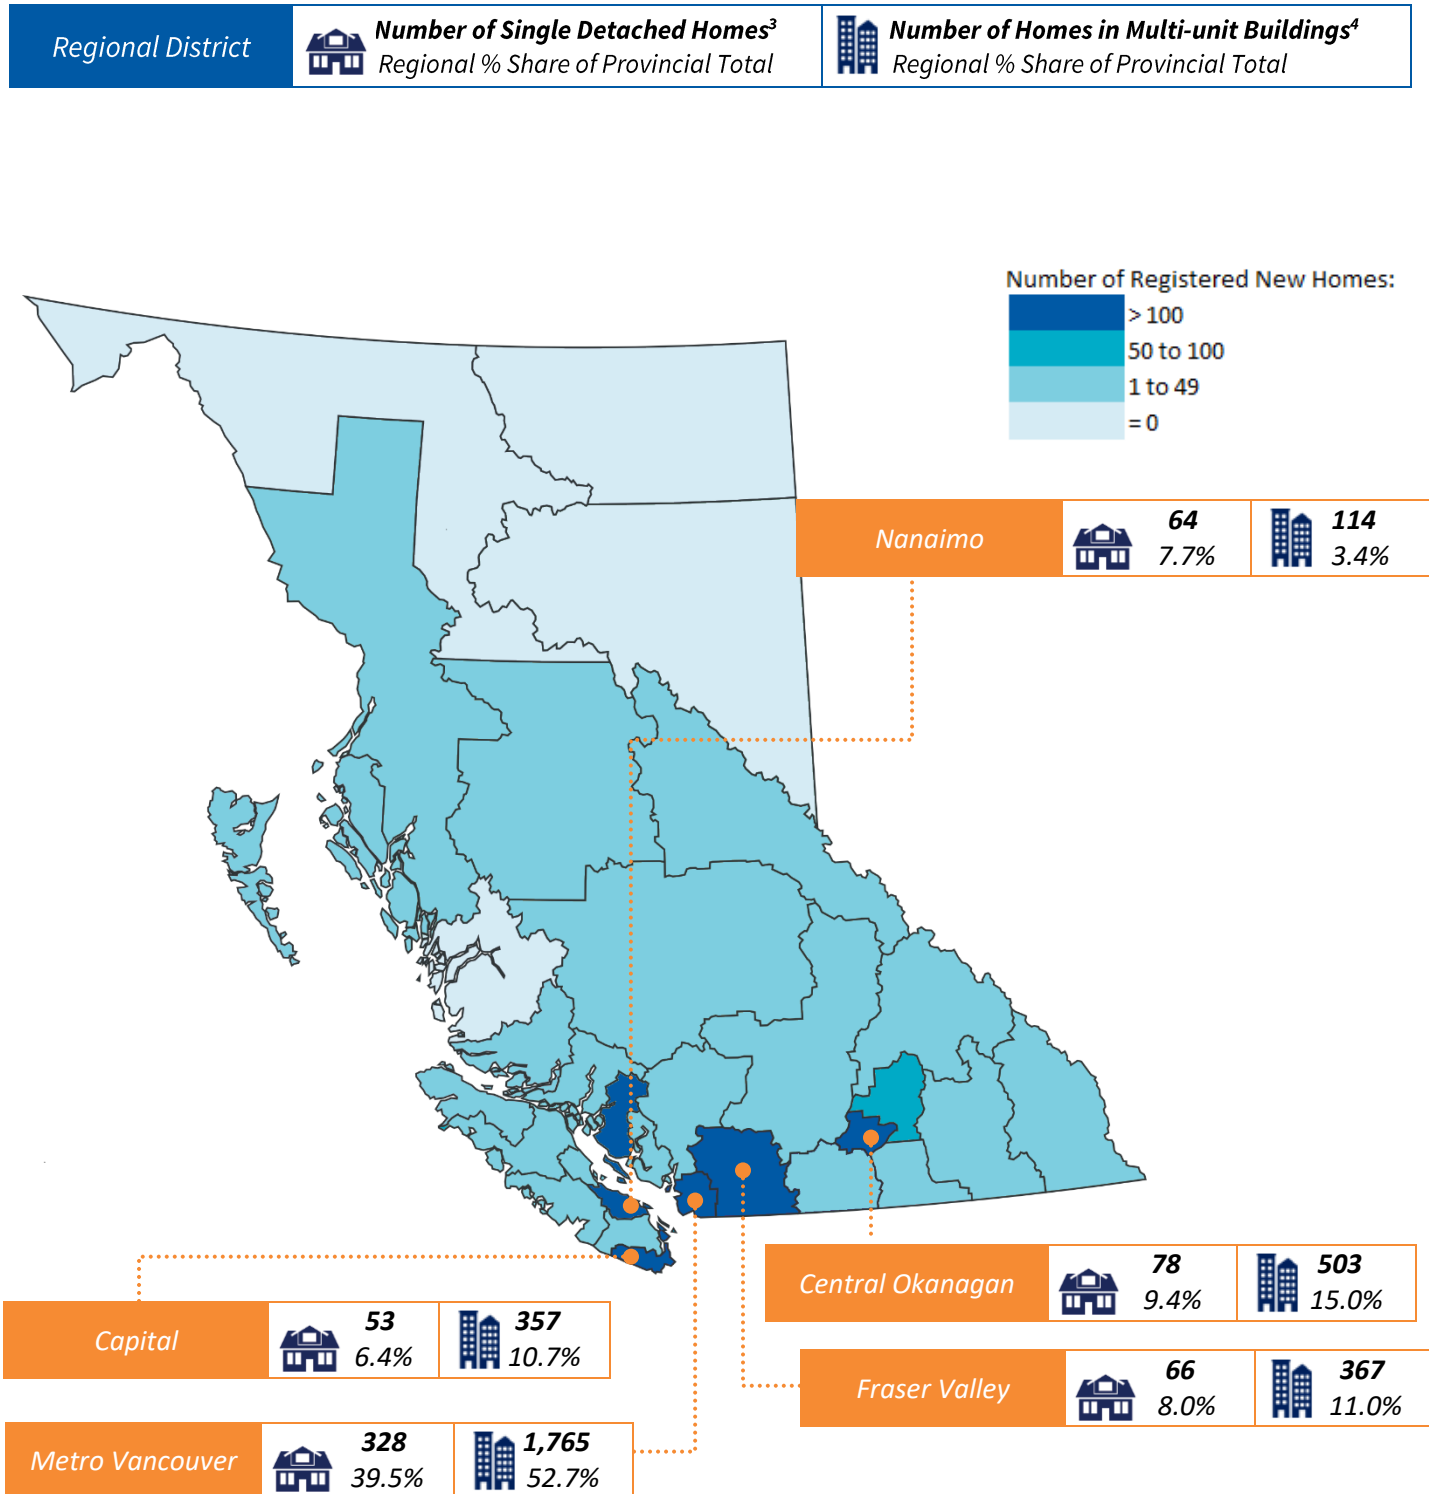 Regional District
Number of Single Detached Homes³
Regional % Share of Provincial Total
Number of Homes in Multi-unit Buildings⁴
Regional % Share of Provincial Total
Number of Registered New Homes:
> 100
50 to 100
1 to 49
= 0
Nanaimo
64
7.7%
114
3.4%
Central Okanagan
78
9.4%
503
15.0%
Capital
53
6.4%
357
10.7%
Fraser Valley
66
8.0%
367
11.0%
Metro Vancouver
328
39.5%
1,765
52.7%